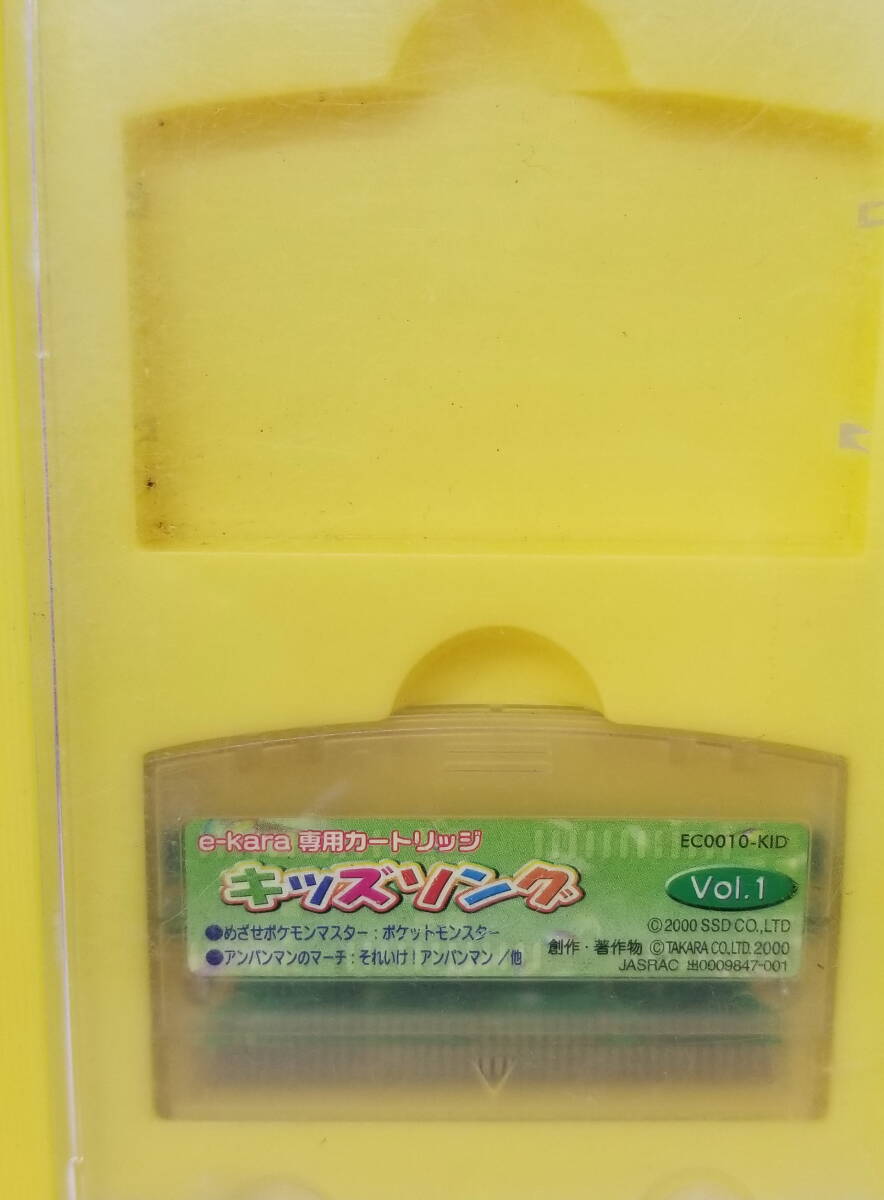 e-kara 専用カートリッジ
EC0010-KID
キッズソング
Vol.1
●めざせポケモンマスター：ポケットモンスター
●アンパンマンのマーチ：それいけ！アンパンマン／他
©2000 SSD CO.,LTD
創作・著作物 ©TAKARA CO.,LTD. 2000
JASRAC 出0009847-001